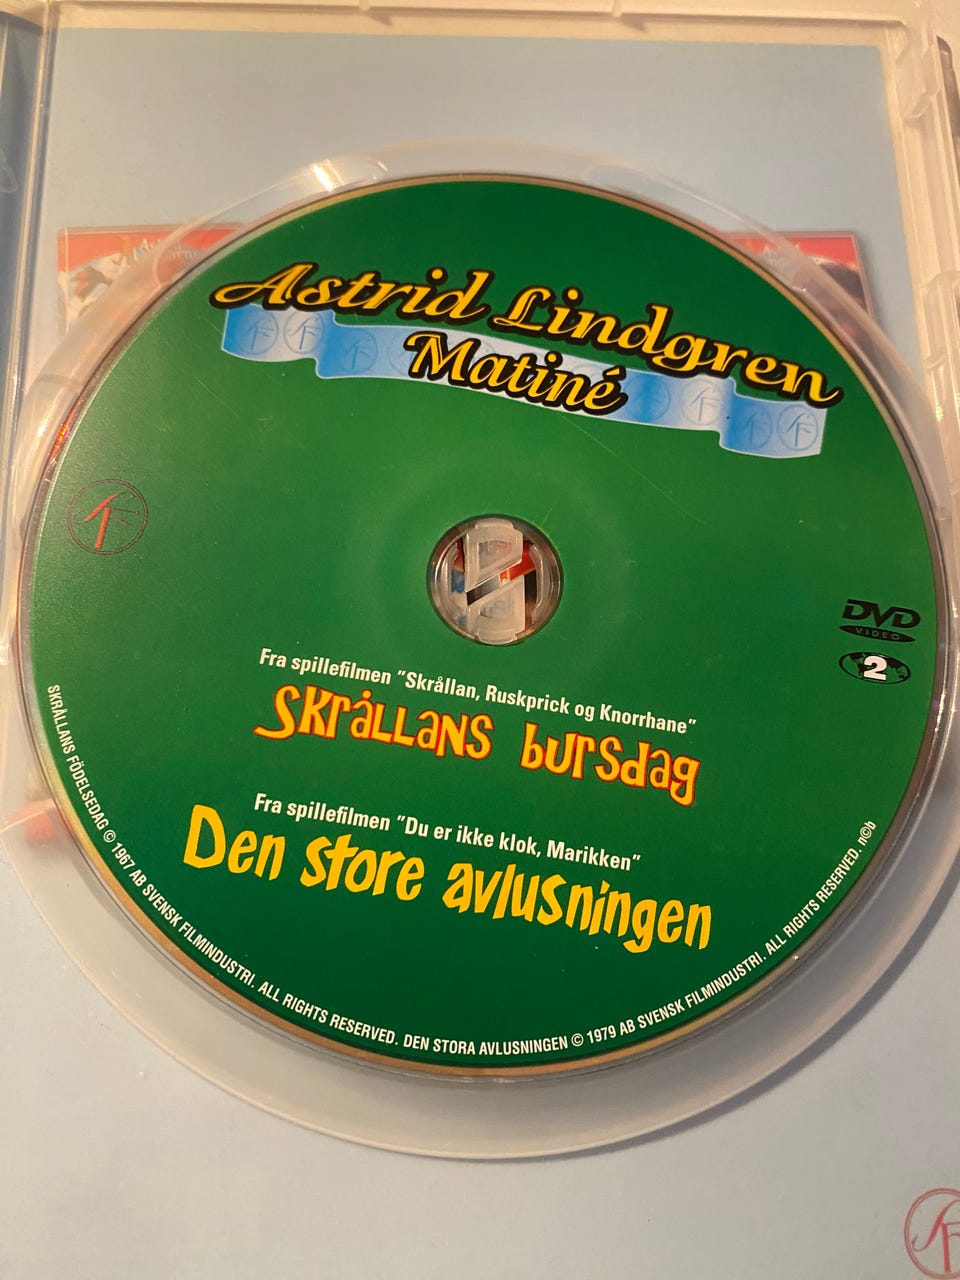 Astrid Lindgren
Matiné
DVD
VIDEO
2
Fra spillefilmen ”Skrållan, Ruskprick og Knorrhane”
Skrållans bursdag
Fra spillefilmen ”Du er ikke klok, Marikken”
Den store avlusningen
SKRÅLLANS FÖDELSEDAG © 1967 AB SVENSK FILMINDUSTRI. ALL RIGHTS RESERVED. DEN STORA AVLUSNINGEN © 1979 AB SVENSK FILMINDUSTRI. ALL RIGHTS RESERVED. n©b